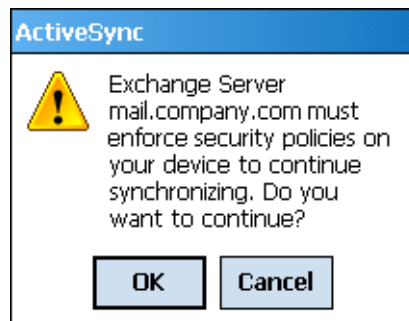 ActiveSync
Exchange Server
mail.company.com must
enforce security policies on
your device to continue
synchronizing. Do you
want to continue?
OK Cancel